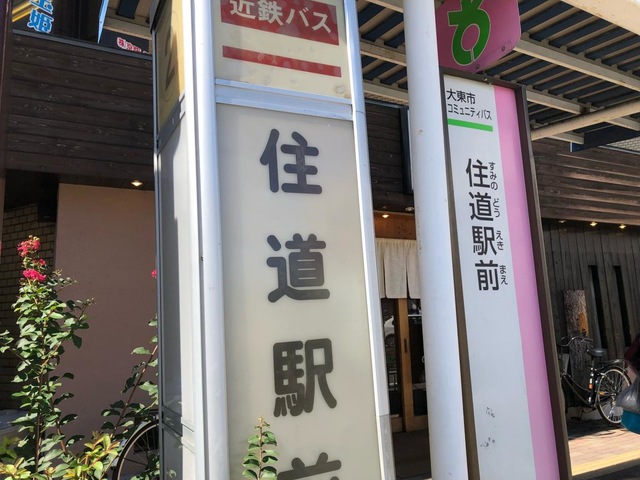 近鉄バス
住道駅前
大東市
コミュニティバス
住道駅前
すみのどうえきまえ